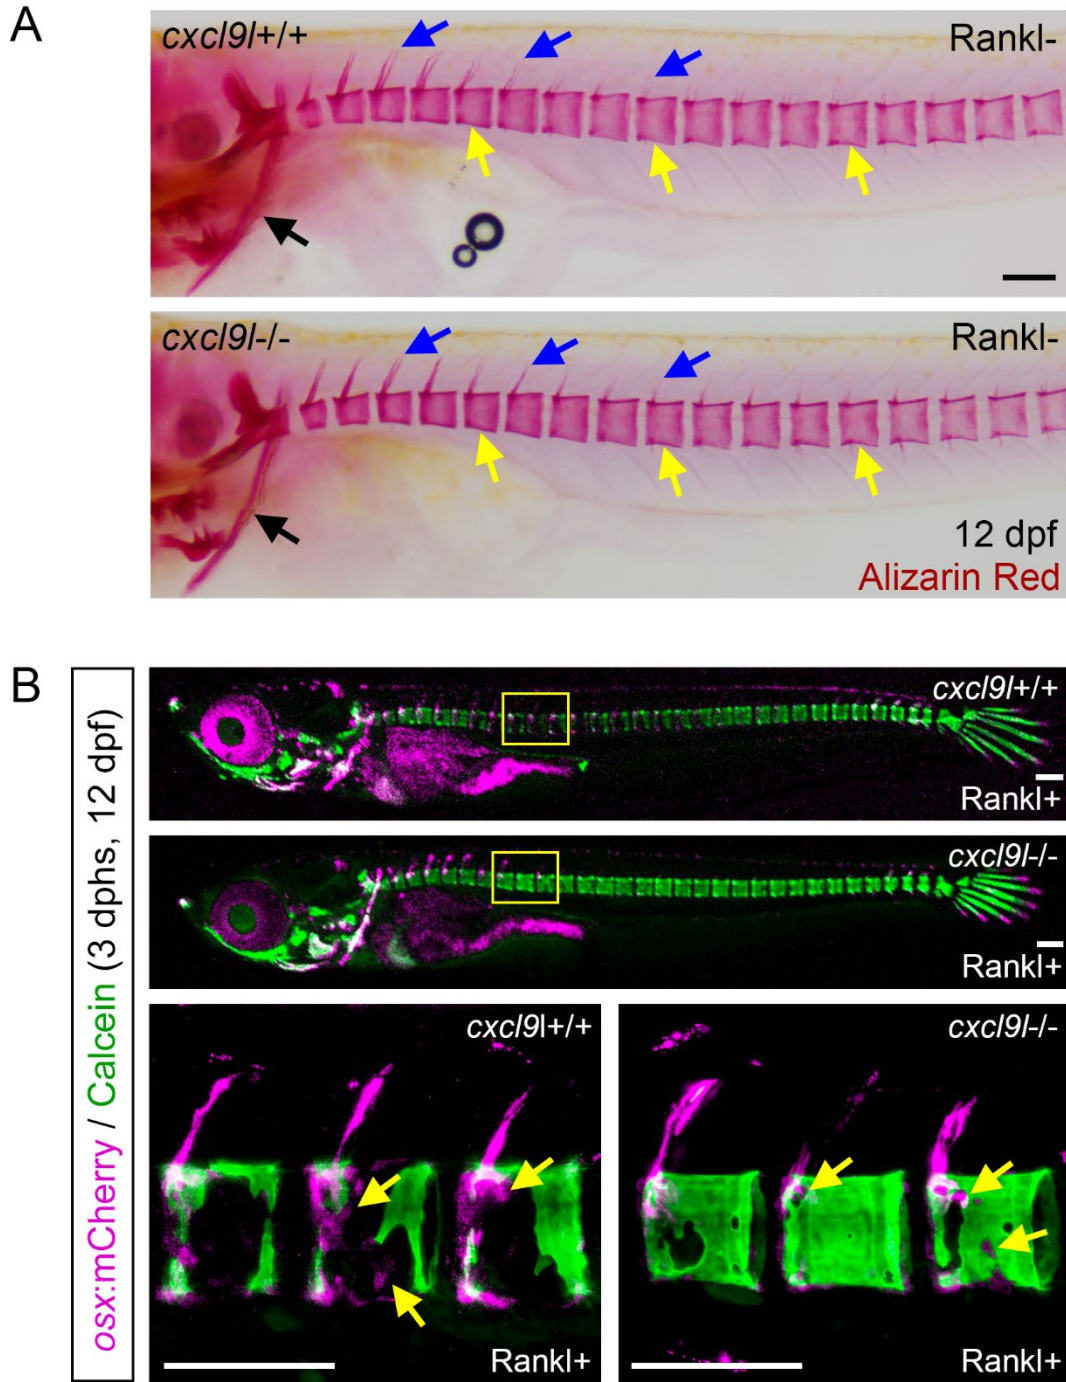 A
cxcl9l+/+
Rankl-
cxcl9l-/-
Rankl-
12 dpf
Alizarin Red
B
osx:mCherry / Calcein (3 dphs, 12 dpf)
cxcl9l+/+
Rankl+
cxcl9l-/-
Rankl+
cxcl9l+/+
Rankl+
cxcl9l-/-
Rankl+